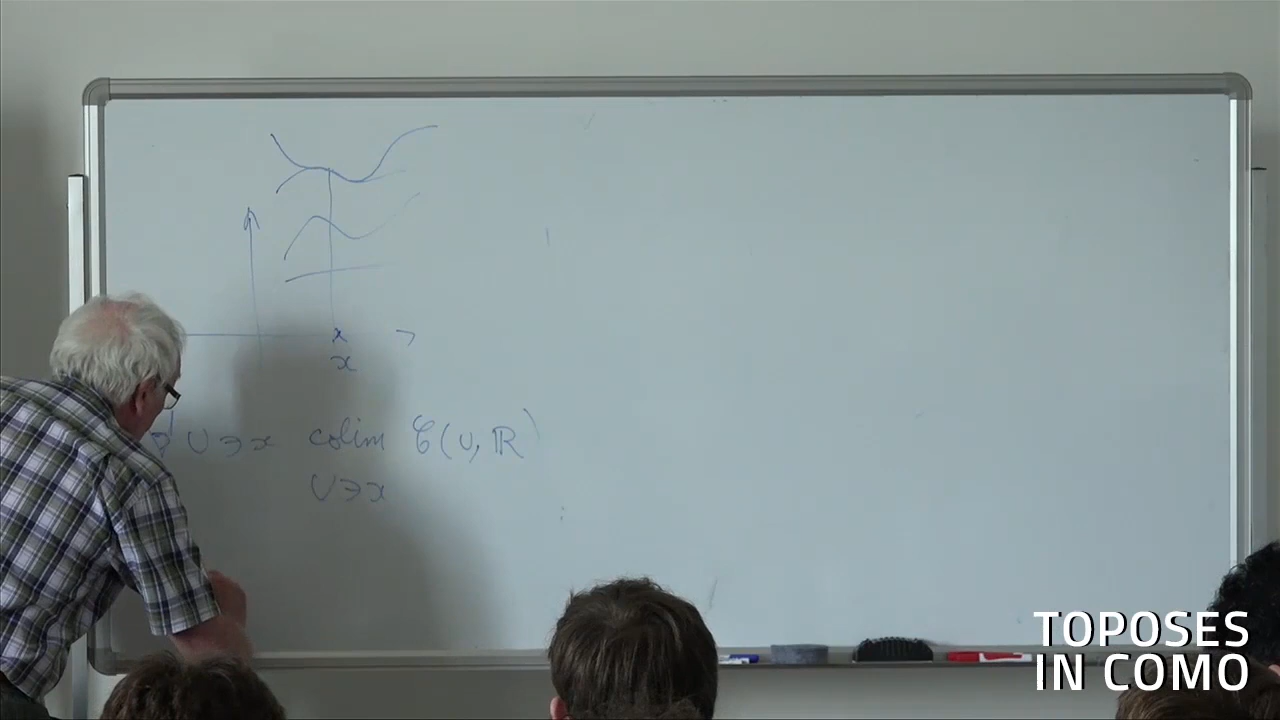 x
x
U ∋ x colim 𝒞(U, ℝ)
U ∋ x
TOPOSES
IN COMO